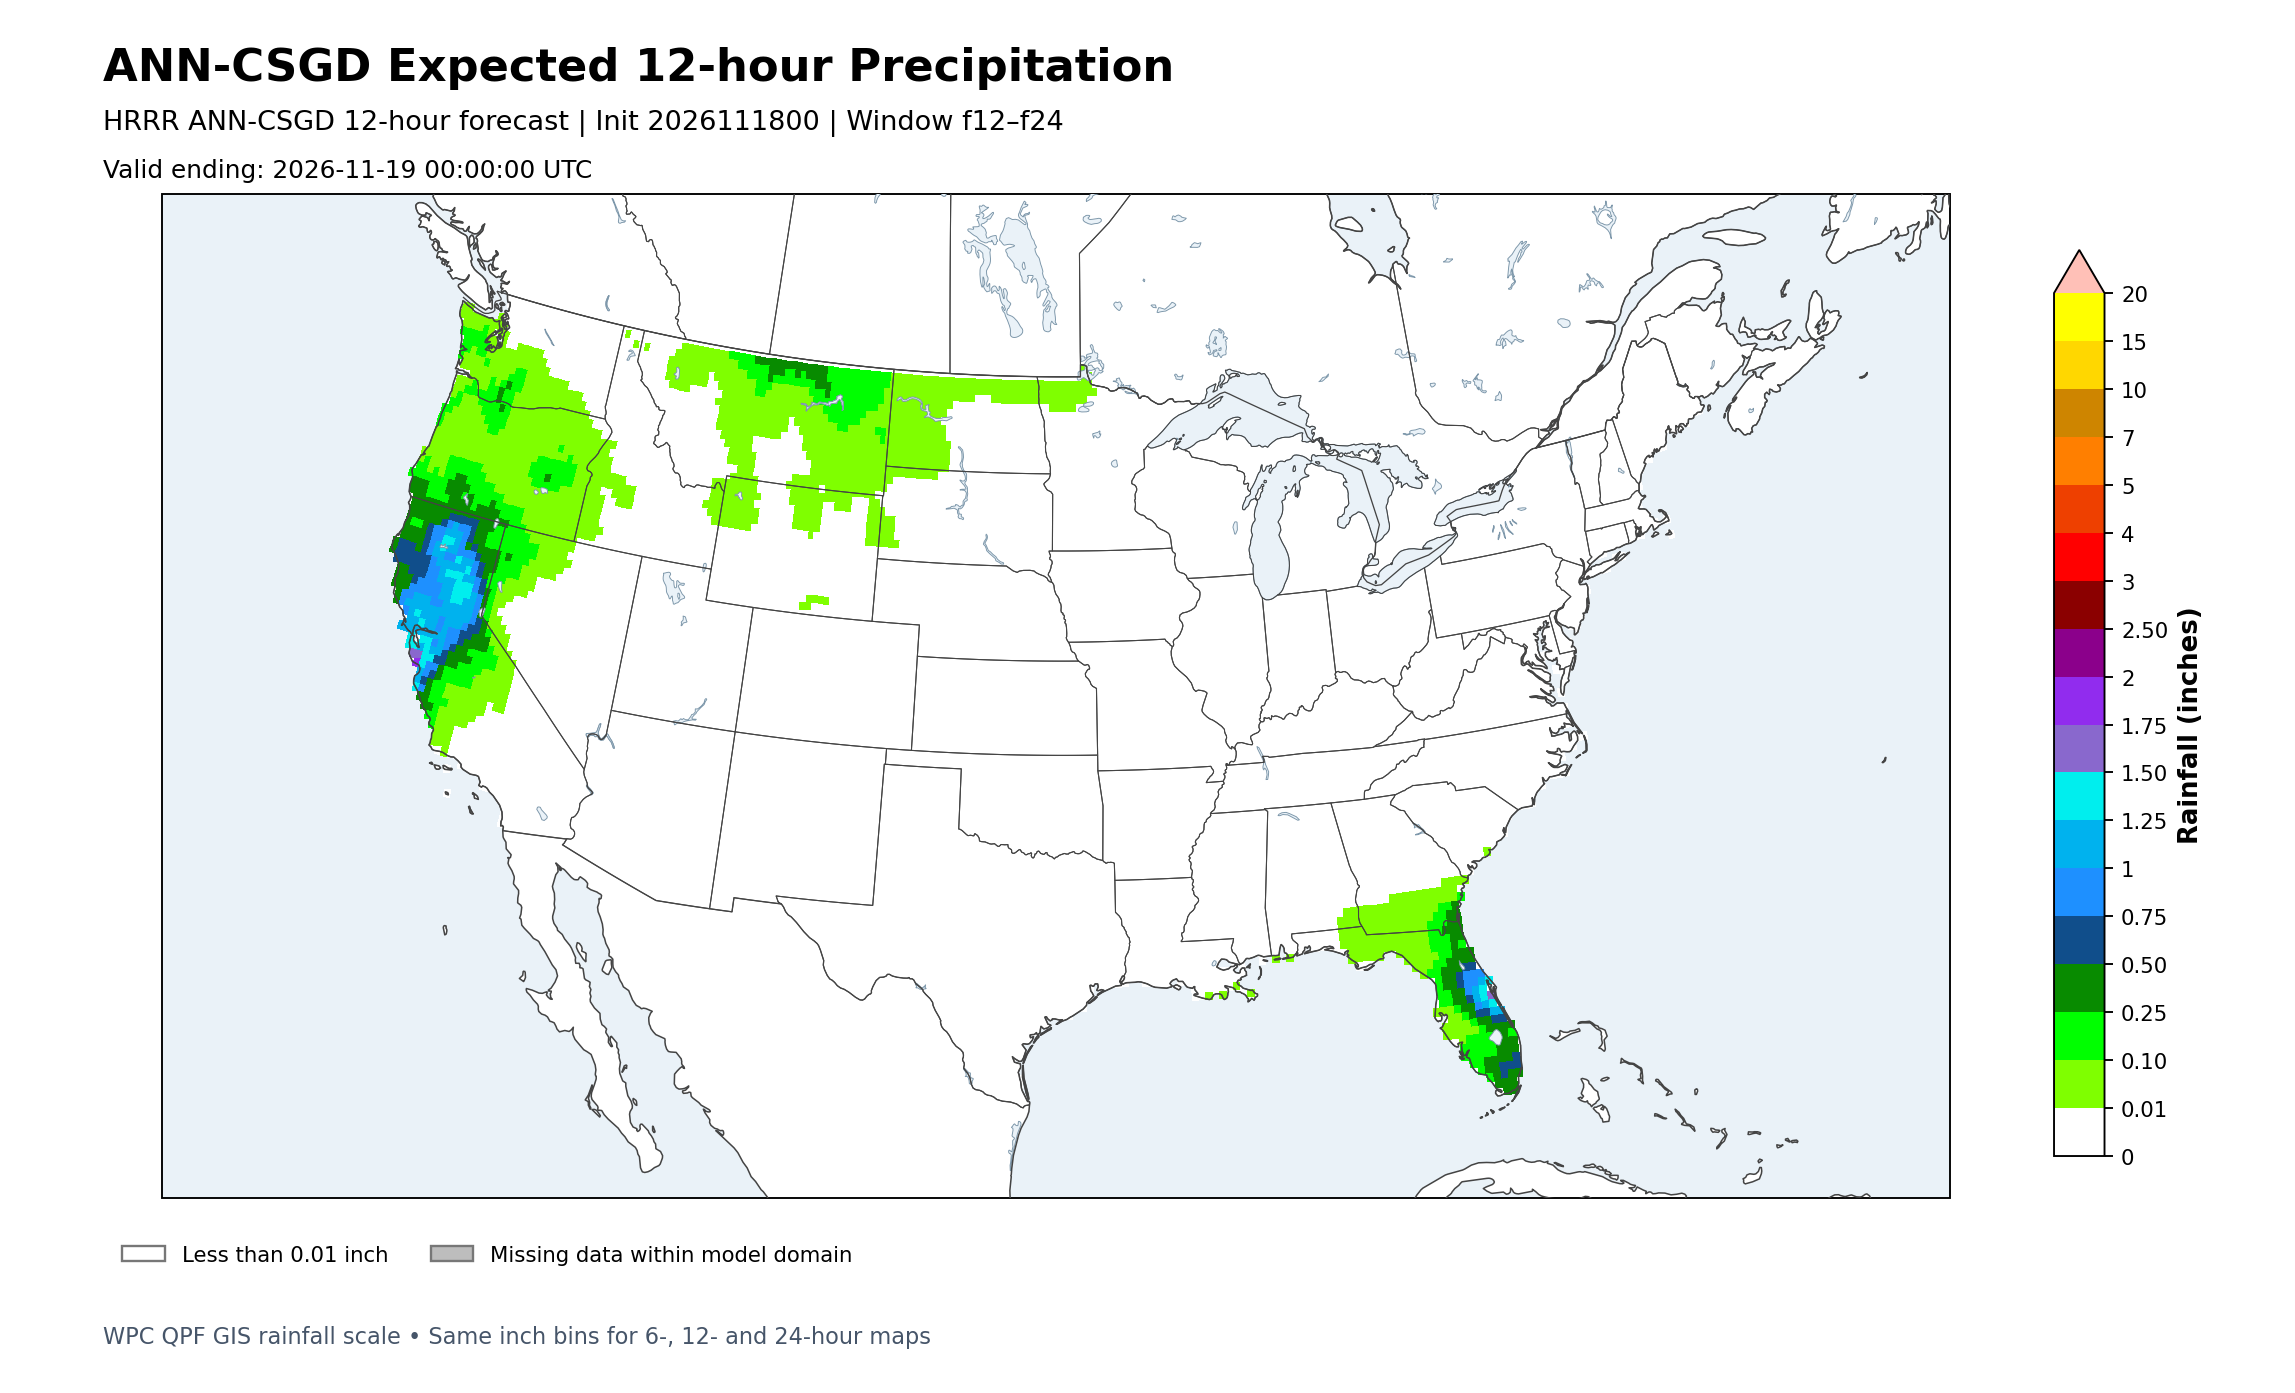 ANN-CSGD Expected 12-hour Precipitation
HRRR ANN-CSGD 12-hour forecast | Init 2026111800 | Window f12–f24
Valid ending: 2026-11-19 00:00:00 UTC
20
15
10
7
5
4
3
2.50
2
1.75
1.50
1.25
1
0.75
0.50
0.25
0.10
0.01
0
Rainfall (inches)
Less than 0.01 inch
Missing data within model domain
WPC QPF GIS rainfall scale • Same inch bins for 6-, 12- and 24-hour maps